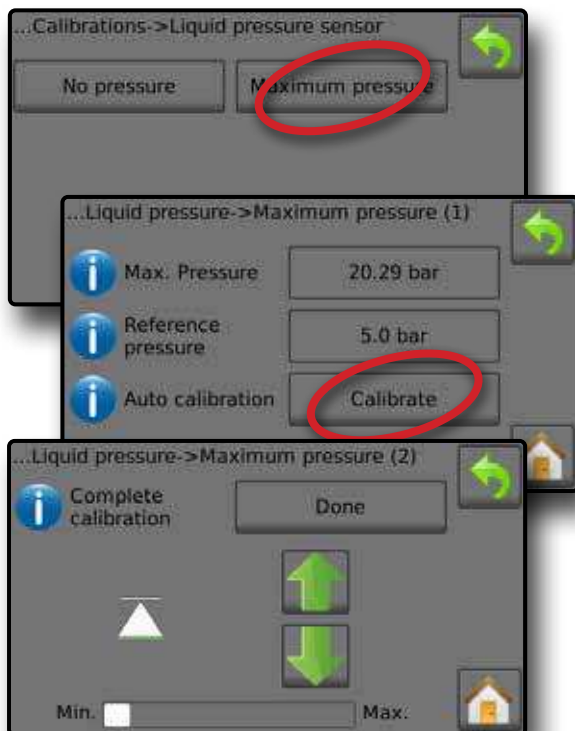 ...Calibrations->Liquid pressure sensor
No pressure
Maximum pressure
...Liquid pressure->Maximum pressure (1)
Max. Pressure
20.29 bar
Reference
pressure
5.0 bar
Auto calibration
Calibrate
...Liquid pressure->Maximum pressure (2)
Complete
calibration
Done
Min.
Max.